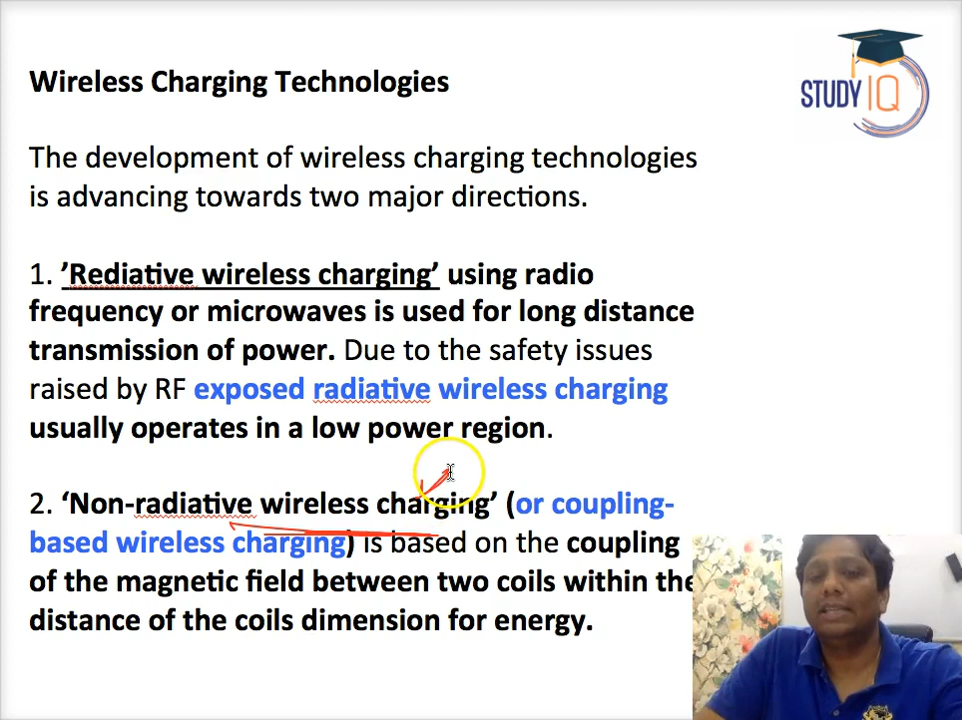 Wireless Charging Technologies
STUDY IQ
The development of wireless charging technologies
is advancing towards two major directions.
1. ’Rediative wireless charging’ using radio
frequency or microwaves is used for long distance
transmission of power. Due to the safety issues
raised by RF exposed radiative wireless charging
usually operates in a low power region.
2. ‘Non-radiative wireless charging’ (or coupling-
based wireless charging) is based on the coupling
of the magnetic field between two coils within the
distance of the coils dimension for energy.